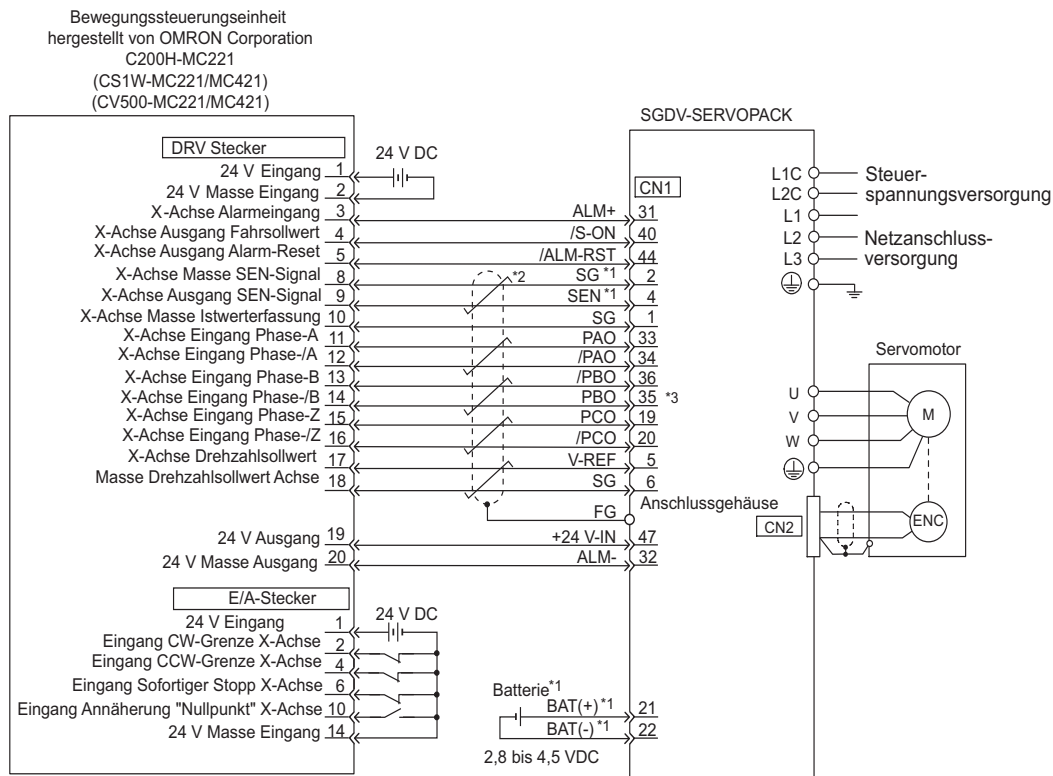 Bewegungssteuerungseinheit
hergestellt von OMRON Corporation
C200H-MC221
(CS1W-MC221/MC421)
(CV500-MC221/MC421)
SGDV-SERVOPACK
DRV Stecker
24 V DC
24 V Eingang 1
24 V Masse Eingang 2
X-Achse Alarmeingang 3 ALM+ 31
X-Achse Ausgang Fahrsollwert 4 /S-ON 40
X-Achse Ausgang Alarm-Reset 5 /ALM-RST 44
X-Achse Masse SEN-Signal 8 *2 SG *1 2
X-Achse Ausgang SEN-Signal 9 SEN*1 4
X-Achse Masse Istwerterfassung 10 SG 1
X-Achse Eingang Phase-A 11 PAO 33
X-Achse Eingang Phase-/A 12 /PAO 34
X-Achse Eingang Phase-B 13 /PBO 36
X-Achse Eingang Phase-/B 14 PBO 35 *3
X-Achse Eingang Phase-Z 15 PCO 19
X-Achse Eingang Phase-/Z 16 /PCO 20
X-Achse Drehzahlsollwert 17 V-REF 5
Masse Drehzahlsollwert Achse 18 SG 6
FG Anschlussgehäuse
24 V Ausgang 19 +24 V-IN 47
24 V Masse Ausgang 20 ALM- 32
CN1
L1C
L2C
Steuer-
spannungsversorgung
L1
L2
L3
Netzanschluss-
versorgung
Servomotor
U
V
W
M
CN2
ENC
E/A-Stecker
24 V DC
24 V Eingang 1
Eingang CW-Grenze X-Achse 2
Eingang CCW-Grenze X-Achse 4
Eingang Sofortiger Stopp X-Achse 6
Eingang Annäherung "Nullpunkt" X-Achse 10
24 V Masse Eingang 14
Batterie*1
BAT(+)*1 21
BAT(-)*1 22
2,8 bis 4,5 VDC